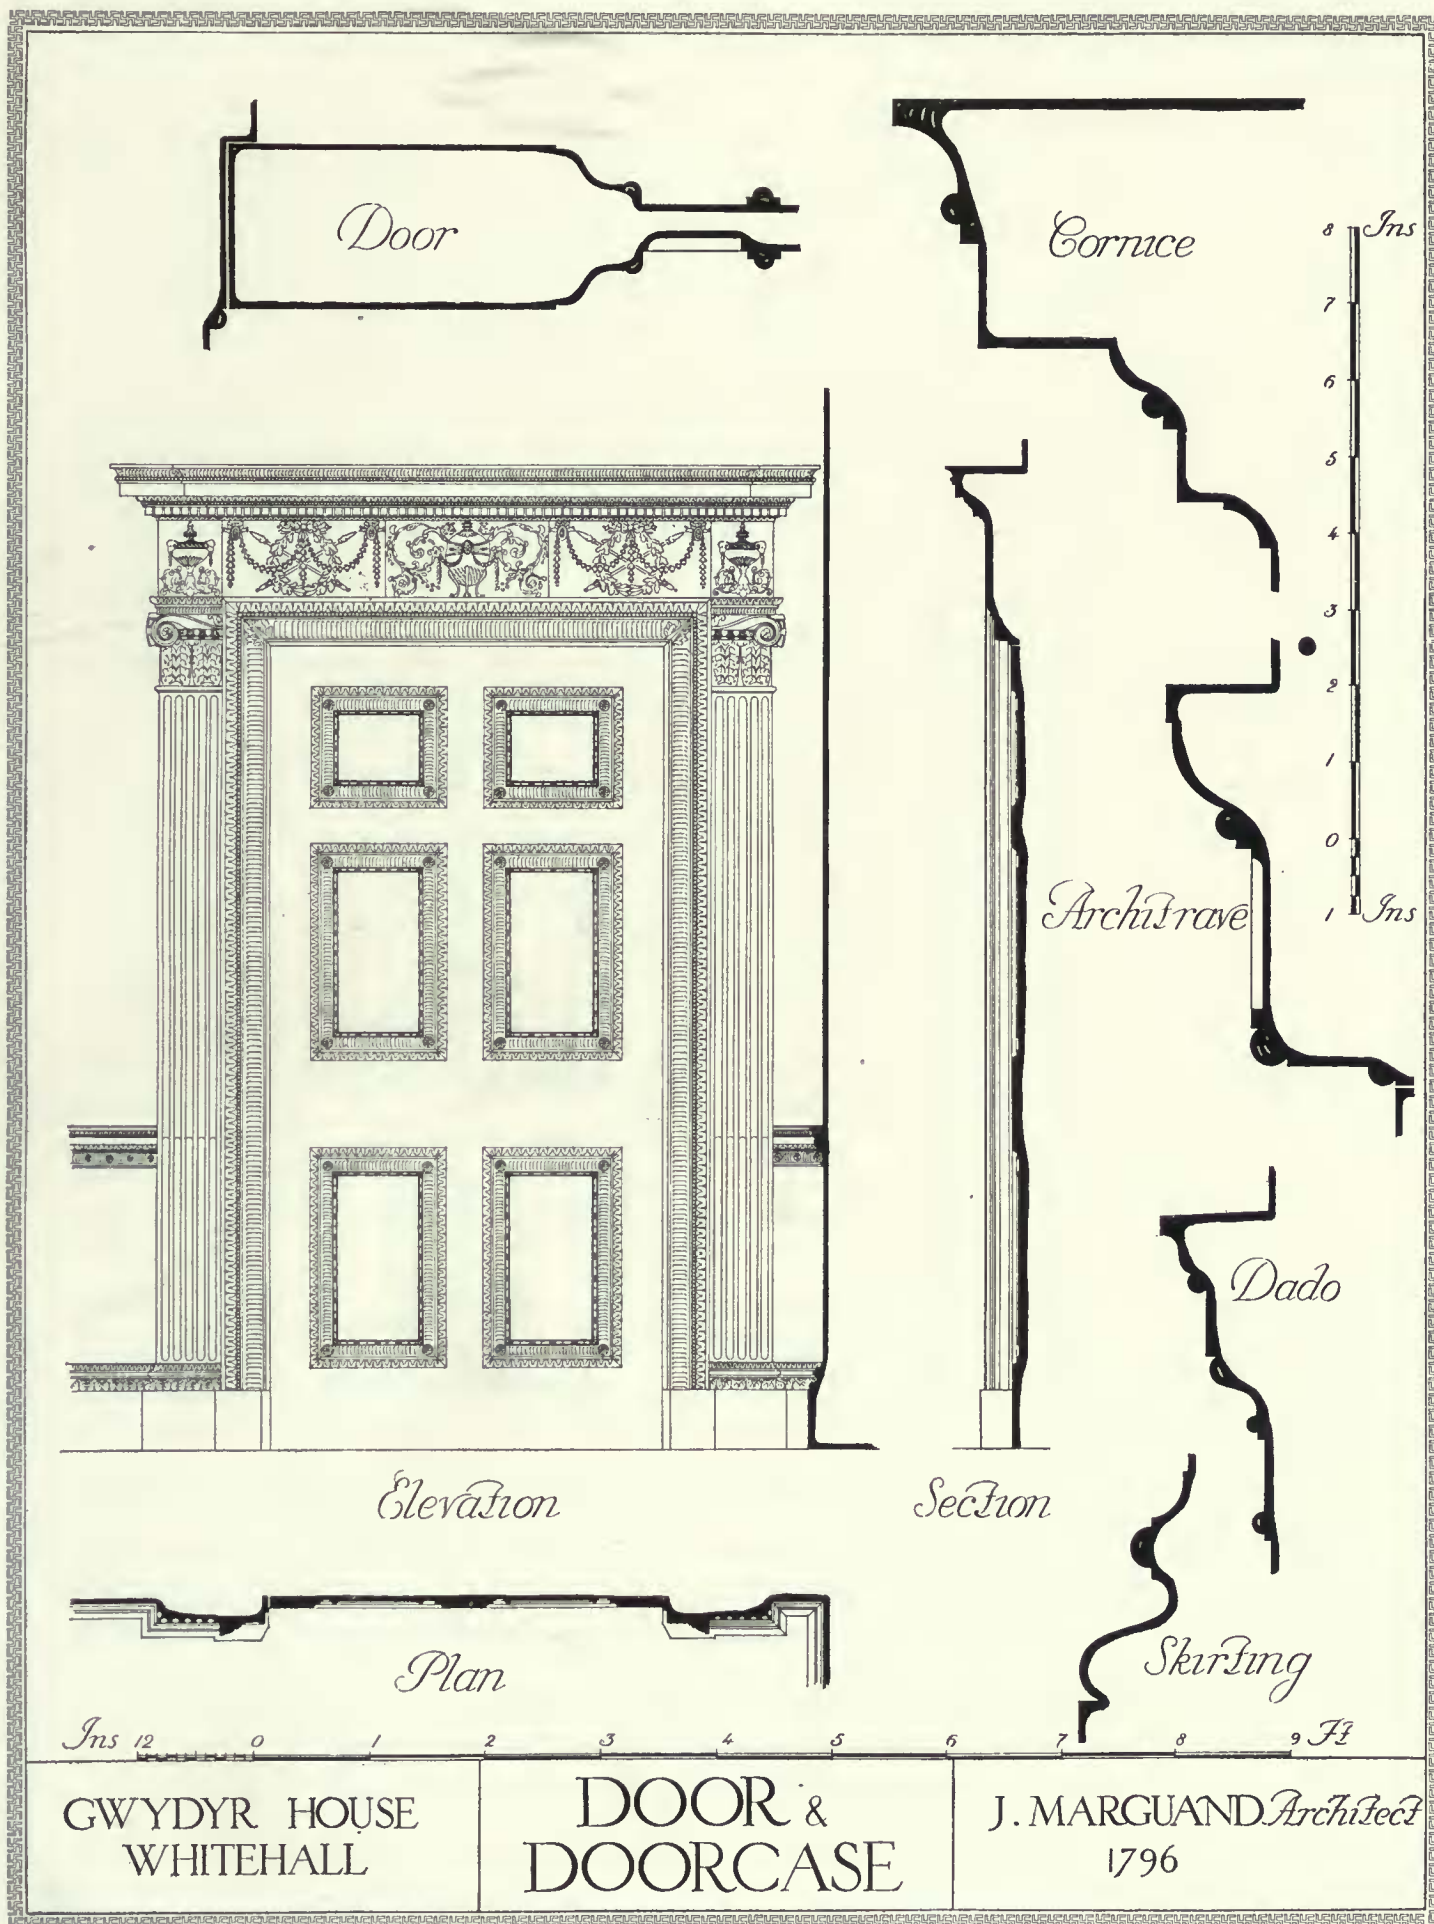 Door
Cornice
8 Ins
7
6
5
4
3
2
1
0
1 Ins
Architrave
Dado
Elevation
Section
Skirting
Plan
Ins 12 0 1 2 3 4 5 6 7 8 9 Ft
GWYDYR HOUSE
WHITEHALL
DOOR &
DOORCASE
J. MARGUAND Architect
1796